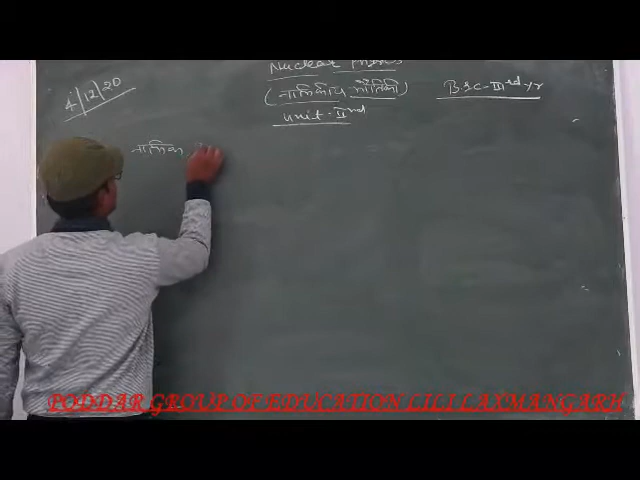 4/12/20
Nuclear Physics
(नाभिकीय भौतिकी)
B.Sc-IIIrd yr
Unit-IInd
नाभिक
PODDAR GROUP OF EDUCATION LILI LAXMANGARH